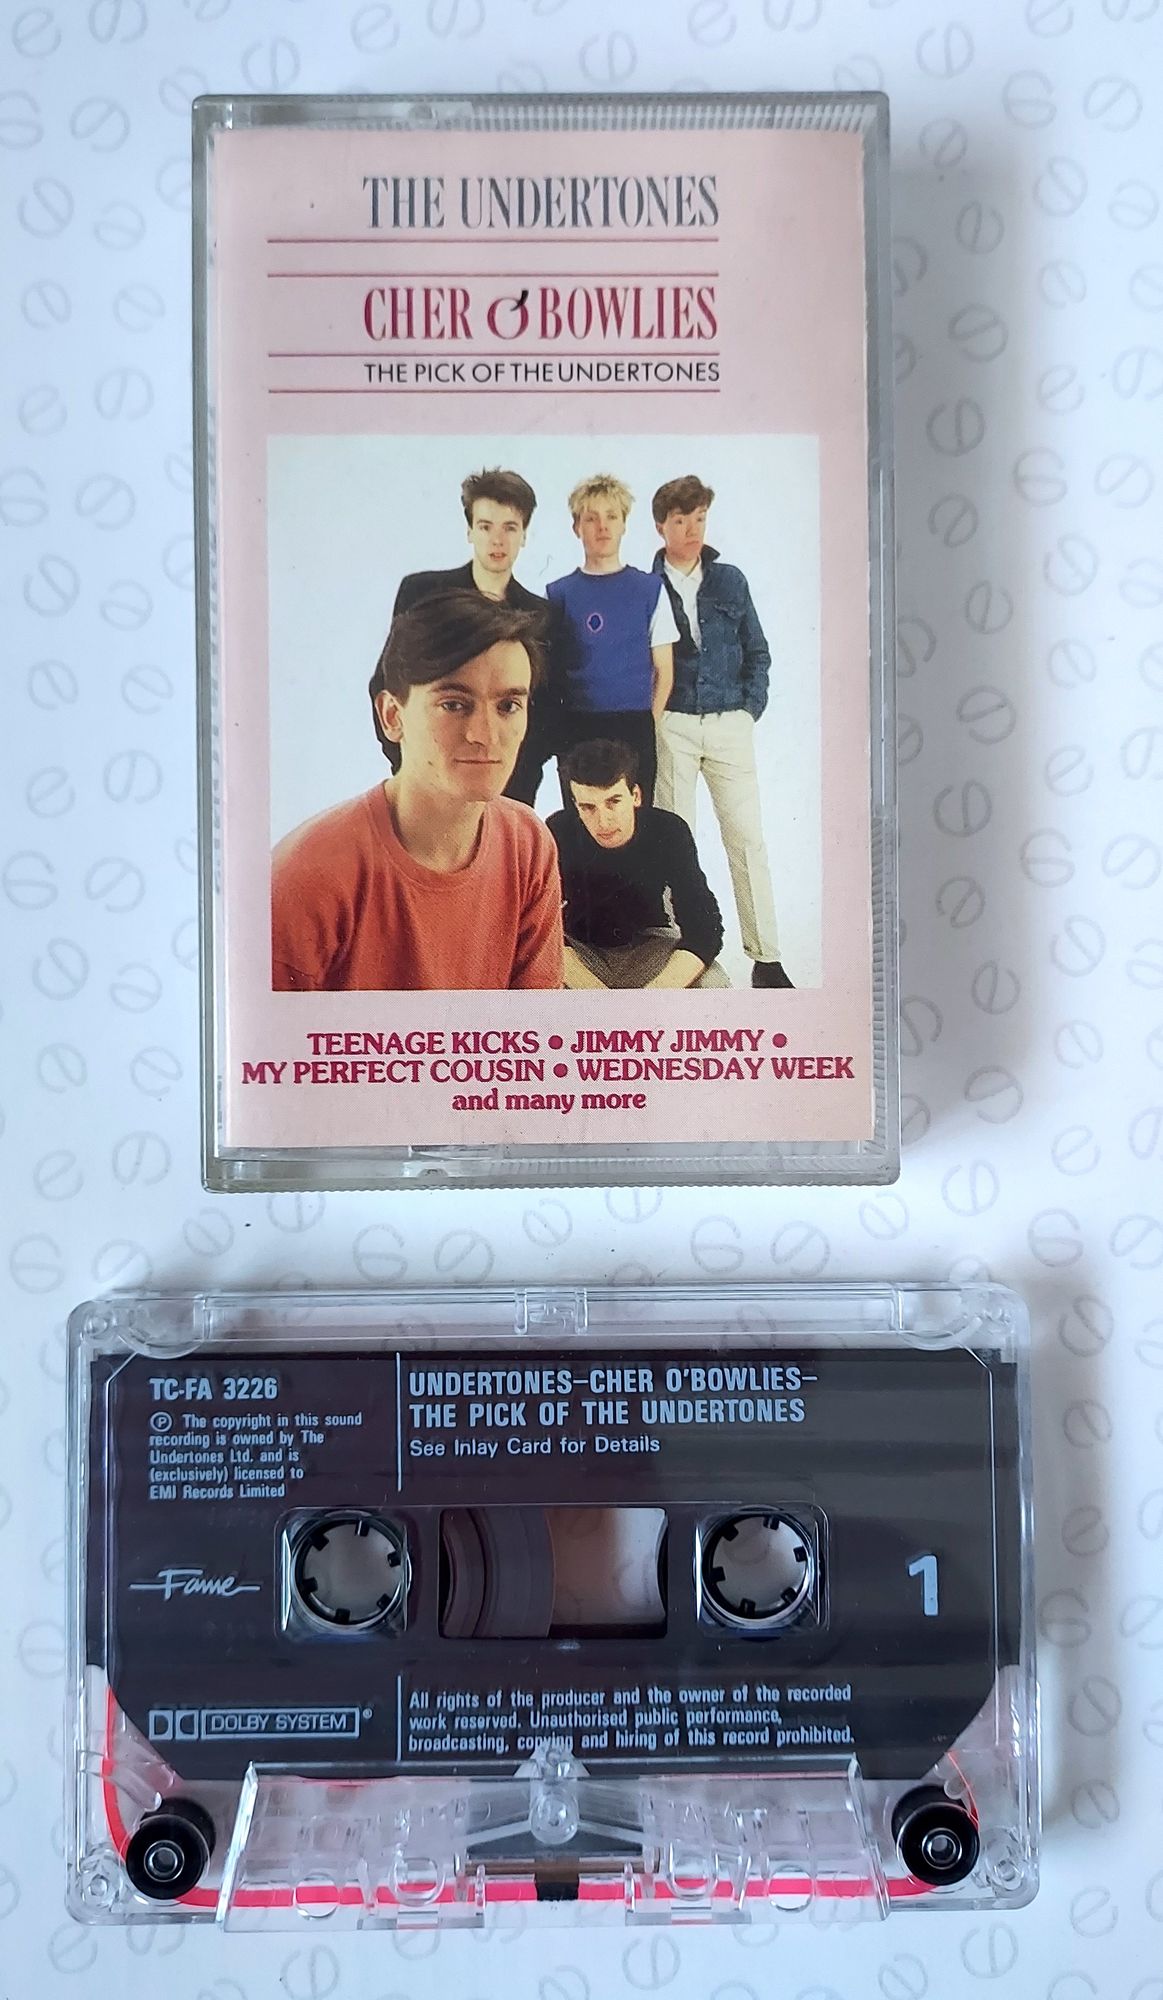 THE UNDERTONES
CHER O'BOWLIES
THE PICK OF THE UNDERTONES
TEENAGE KICKS • JIMMY JIMMY •
MY PERFECT COUSIN • WEDNESDAY WEEK
and many more
TC-FA 3226
℗ The copyright in this sound
recording is owned by The
Undertones Ltd. and is
(exclusively) licensed to
EMI Records Limited
UNDERTONES–CHER O'BOWLIES–
THE PICK OF THE UNDERTONES
See Inlay Card for Details
Fame
1
DOLBY SYSTEM®
All rights of the producer and the owner of the recorded
work reserved. Unauthorised public performance,
broadcasting, copying and hiring of this record prohibited.